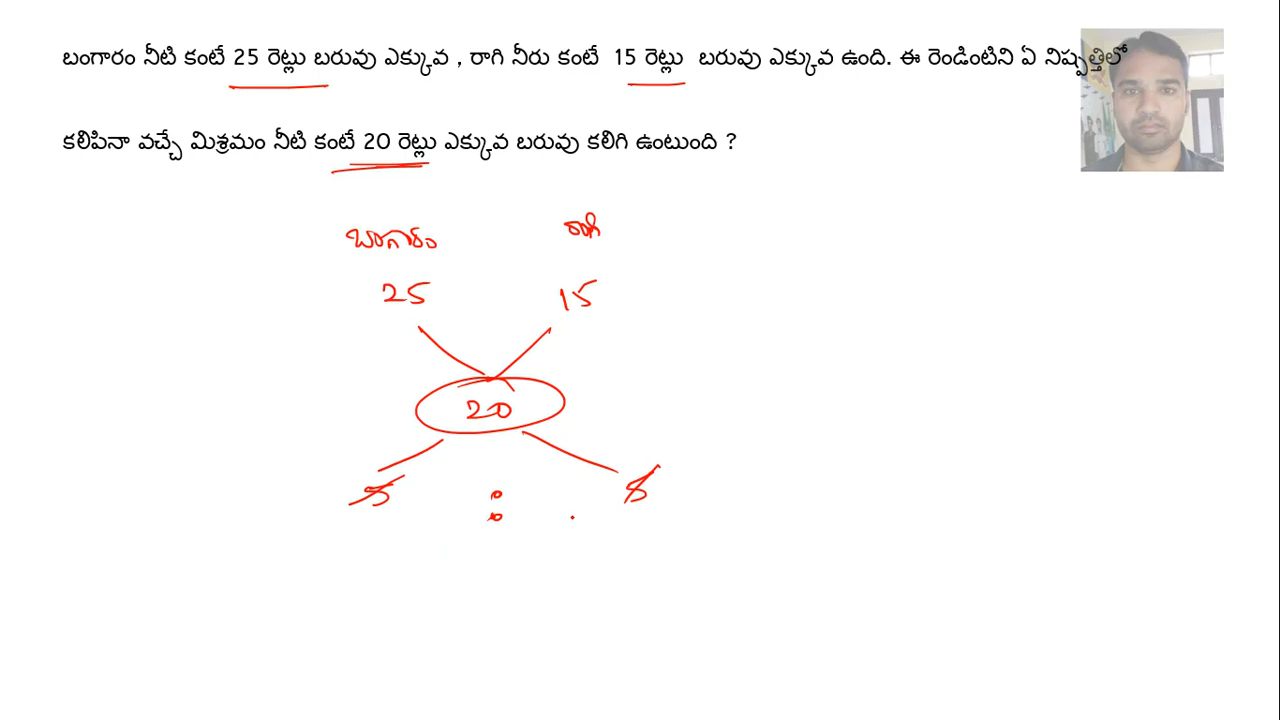 బంగారం నీటి కంటే 25 రెట్లు బరువు ఎక్కువ , రాగి నీరు కంటే 15 రెట్లు బరువు ఎక్కువ ఉంది. ఈ రెండింటిని ఏ నిష్పత్తిలో
కలిపినా వచ్చే మిశ్రమం నీటి కంటే 20 రెట్లు ఎక్కువ బరువు కలిగి ఉంటుంది ?
బంగారం రాగి
25 15
20
5 : 5